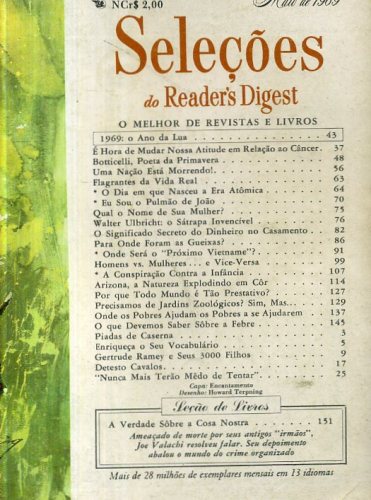 NCr$ 2,00 Maio de 1969
Seleções
do Reader's Digest
O MELHOR DE REVISTAS E LIVROS
1969: o Ano da Lua . . . . . . . . . . . . . . . 43
É Hora de Mudar Nossa Atitude em Relação ao Câncer. 37
Botticelli, Poeta da Primavera . . . . . . . . . . . 48
Uma Nação Está Morrendo!. . . . . . . . . . . . 56
Flagrantes da Vida Real . . . . . . . . . . . . . 63
* O Dia em que Nasceu a Era Atômica . . . . . . . 64
* Eu Sou o Pulmão de João . . . . . . . . . . . 70
Qual o Nome de Sua Mulher? . . . . . . . . . . . 75
Walter Ulbricht: o Sátrapa Invencível . . . . . . . 76
O Significado Secreto do Dinheiro no Casamento . . 82
Para Onde Foram as Gueixas? . . . . . . . . . . . 86
* Onde Será o "Próximo Vietname"? . . . . . . . . 91
Homens vs. Mulheres. . . e Vice-Versa . . . . . . . 99
* A Conspiração Contra a Infância . . . . . . . . 107
Arizona, a Natureza Explodindo em Côr . . . . . . 114
Por que Todo Mundo é Tão Prestativo? . . . . . . 127
Precisamos de Jardins Zoológicos? Sim, Mas. . . . 129
Onde os Pobres Ajudam os Pobres a se Ajudarem . . 137
O que Devemos Saber Sôbre a Febre . . . . . . . . 145
Piadas de Caserna . . . . . . . . . . . . . . . . 3
Enriqueça o Seu Vocabulário . . . . . . . . . . . 5
Gertrude Ramey e Seus 3000 Filhos . . . . . . . . 9
Detesto Cavalos . . . . . . . . . . . . . . . . . 17
"Nunca Mais Terão Mêdo de Tentar". . . . . . . . 25
Capa: Encantamento
Desenho: Howard Terpning
Seção de Livros
A Verdade Sôbre a Cosa Nostra . . . . . . . 151
Ameaçado de morte por seus antigos "irmãos",
Joe Valachi resolveu falar. Seu depoimento
abalou o mundo do crime organizado
Mais de 28 milhões de exemplares mensais em 13 idiomas